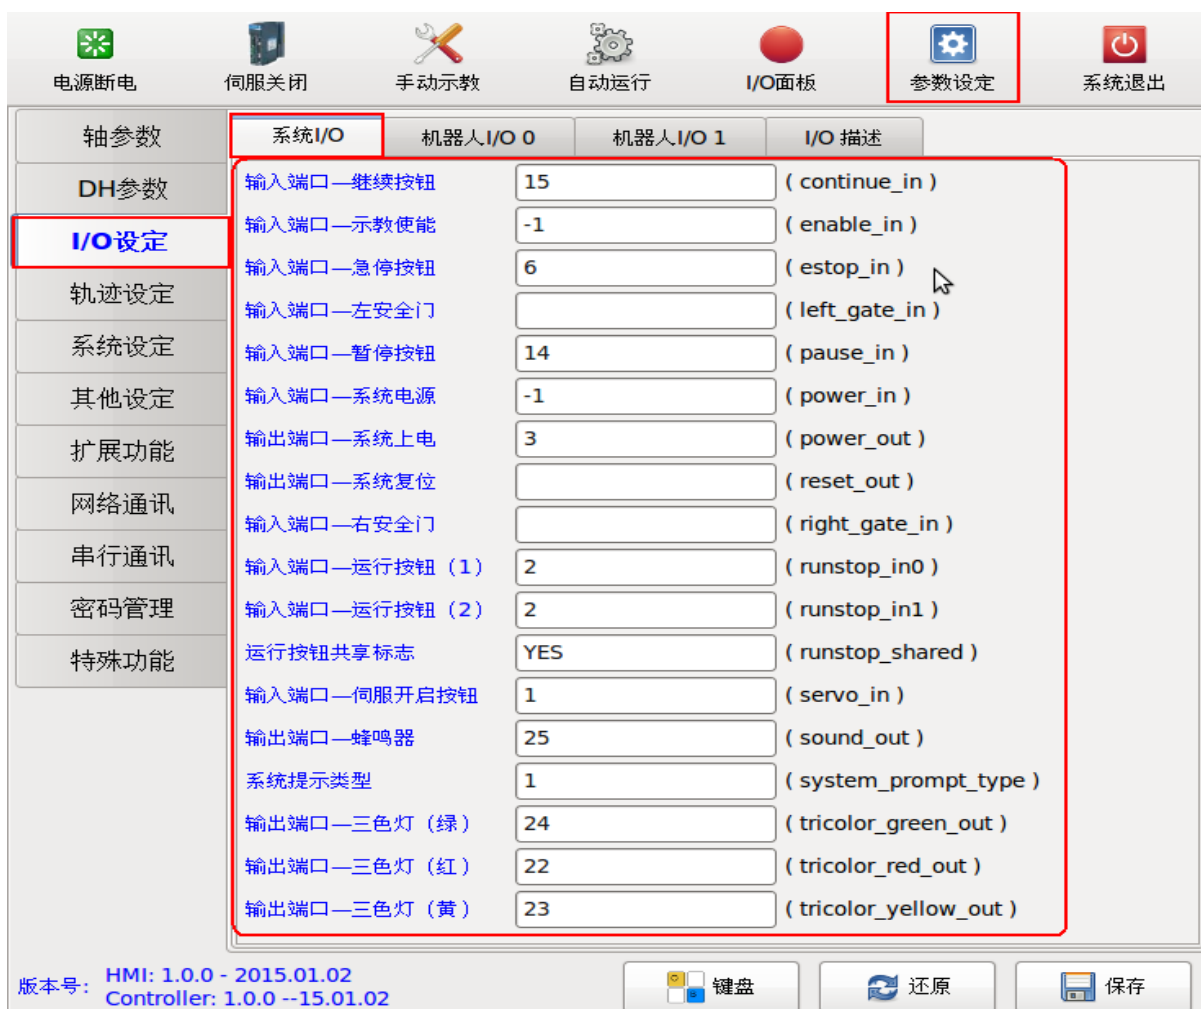 电源断电 伺服关闭 手动示教 自动运行 I/O面板 参数设定 系统退出
轴参数
DH参数
I/O设定
轨迹设定
系统设定
其他设定
扩展功能
网络通讯
串行通讯
密码管理
特殊功能
系统I/O 机器人I/O 0 机器人I/O 1 I/O 描述
输入端口—继续按钮 15 ( continue_in )
输入端口—示教使能 -1 ( enable_in )
输入端口—急停按钮 6 ( estop_in )
输入端口—左安全门 ( left_gate_in )
输入端口—暂停按钮 14 ( pause_in )
输入端口—系统电源 -1 ( power_in )
输出端口—系统上电 3 ( power_out )
输出端口—系统复位 ( reset_out )
输入端口—右安全门 ( right_gate_in )
输入端口—运行按钮（1） 2 ( runstop_in0 )
输入端口—运行按钮（2） 2 ( runstop_in1 )
运行按钮共享标志 YES ( runstop_shared )
输入端口—伺服开启按钮 1 ( servo_in )
输出端口—蜂鸣器 25 ( sound_out )
系统提示类型 1 ( system_prompt_type )
输出端口—三色灯（绿） 24 ( tricolor_green_out )
输出端口—三色灯（红） 22 ( tricolor_red_out )
输出端口—三色灯（黄） 23 ( tricolor_yellow_out )
版本号: HMI: 1.0.0 - 2015.01.02
Controller: 1.0.0 --15.01.02
键盘 还原 保存